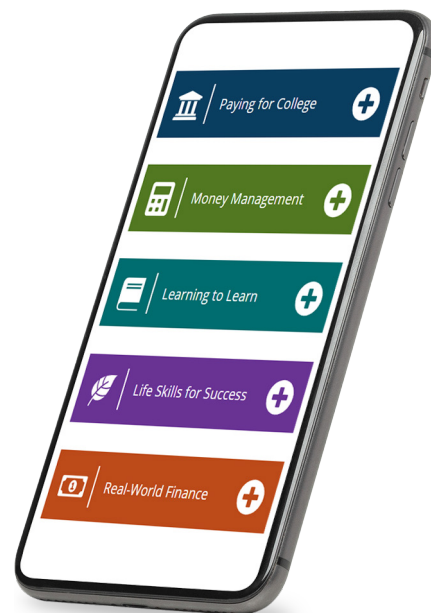 Paying for College
Money Management
Learning to Learn
Life Skills for Success
Real-World Finance